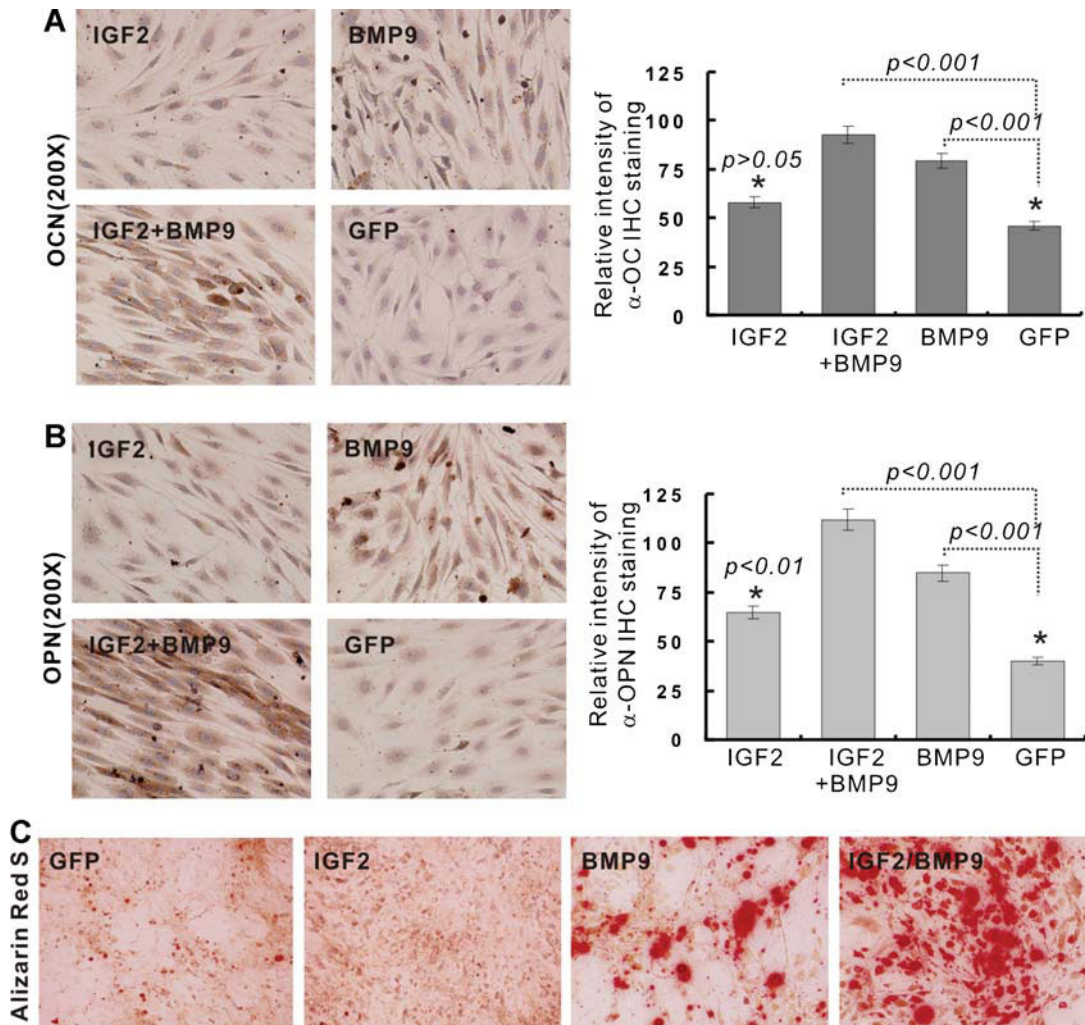 A
OCN(200X)
IGF2
BMP9
IGF2+BMP9
GFP
Relative intensity of
α-OC IHC staining
125
100
75
50
25
0
p<0.001
p<0.001
p>0.05
*
*
IGF2
IGF2
+BMP9
BMP9
GFP
B
OPN(200X)
IGF2
BMP9
IGF2+BMP9
GFP
Relative intensity of
α-OPN IHC staining
125
100
75
50
25
0
p<0.001
p<0.001
p<0.01
*
*
IGF2
IGF2
+BMP9
BMP9
GFP
C
Alizarin Red S
GFP
IGF2
BMP9
IGF2/BMP9